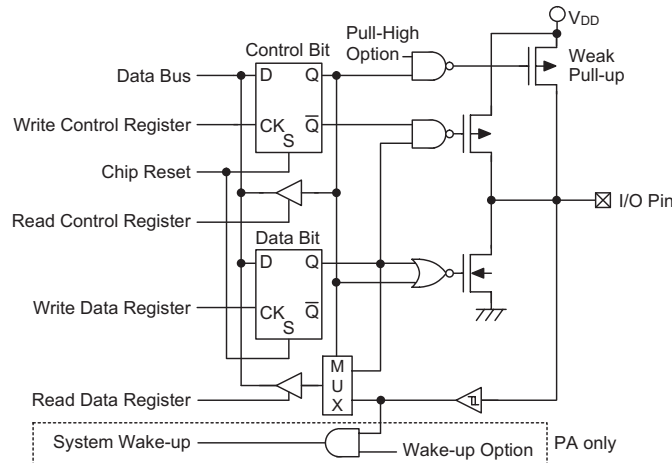 VDD
Pull-High
Option
Control Bit
Weak
Pull-up
Data Bus
D
Q
Write Control Register
CK
Q
S
Chip Reset
I/O Pin
Read Control Register
Data Bit
D
Q
Write Data Register
CK
Q
S
M
U
X
Read Data Register
System Wake-up
Wake-up Option
PA only